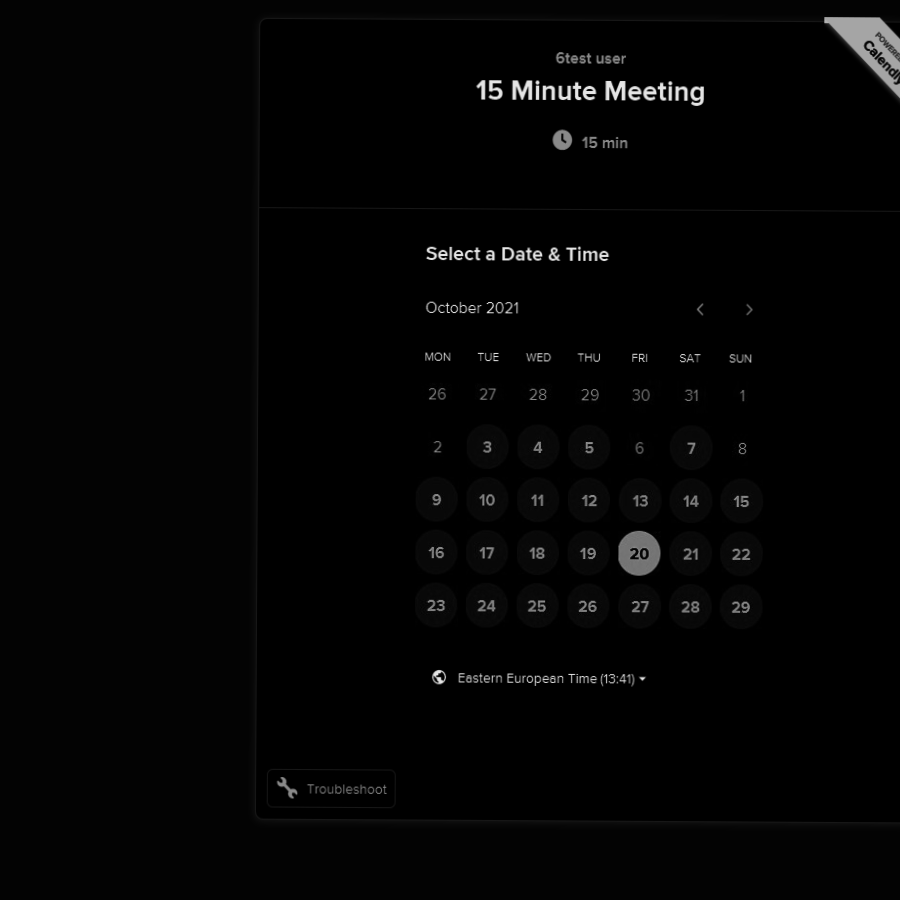 POWERED
Calendly
6test user
15 Minute Meeting
15 min
Select a Date & Time
October 2021
MON TUE WED THU FRI SAT SUN
26 27 28 29 30 31 1
2 3 4 5 6 7 8
9 10 11 12 13 14 15
16 17 18 19 20 21 22
23 24 25 26 27 28 29
Eastern European Time (13:41)
Troubleshoot